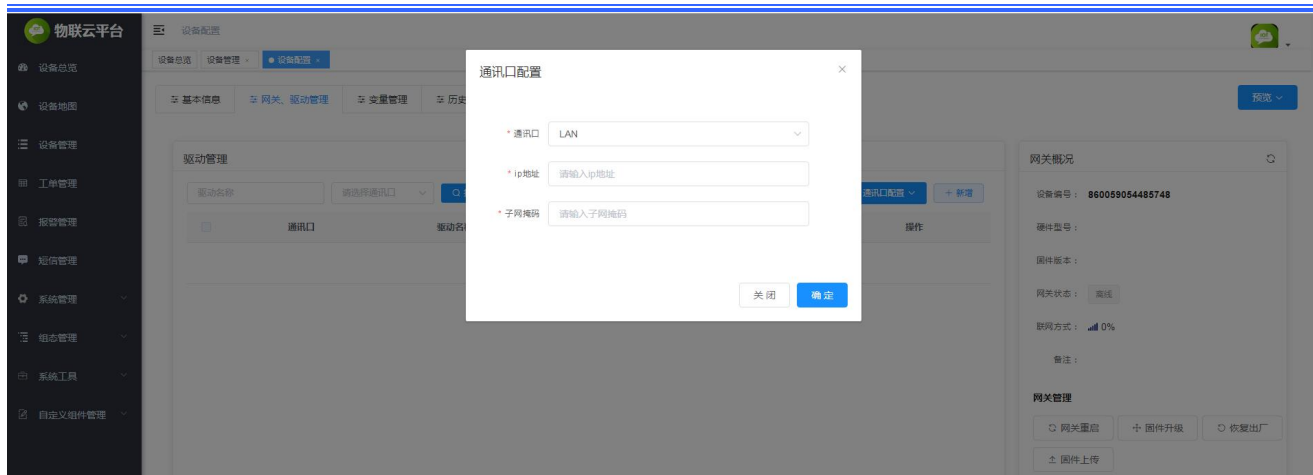 物联云平台
设备配置
设备总览 设备管理 × 设备配置 ×
设备总览
设备地图
设备管理
工单管理
报警管理
短信管理
系统管理
组态管理
系统工具
自定义组件管理
基本信息 网关、驱动管理 变量管理 历史
预览
驱动管理
驱动名称 请选择通讯口
通讯口配置 + 新增
通讯口 驱动名 操作
通讯口配置 ×
* 通讯口 LAN
* ip地址 请输入ip地址
* 子网掩码 请输入子网掩码
关闭 确定
网关概况
设备编号: 860059054485748
硬件型号:
固件版本:
网关状态: 离线
联网方式: 0%
备注:
网关管理
网关重启 固件升级 恢复出厂
固件上传